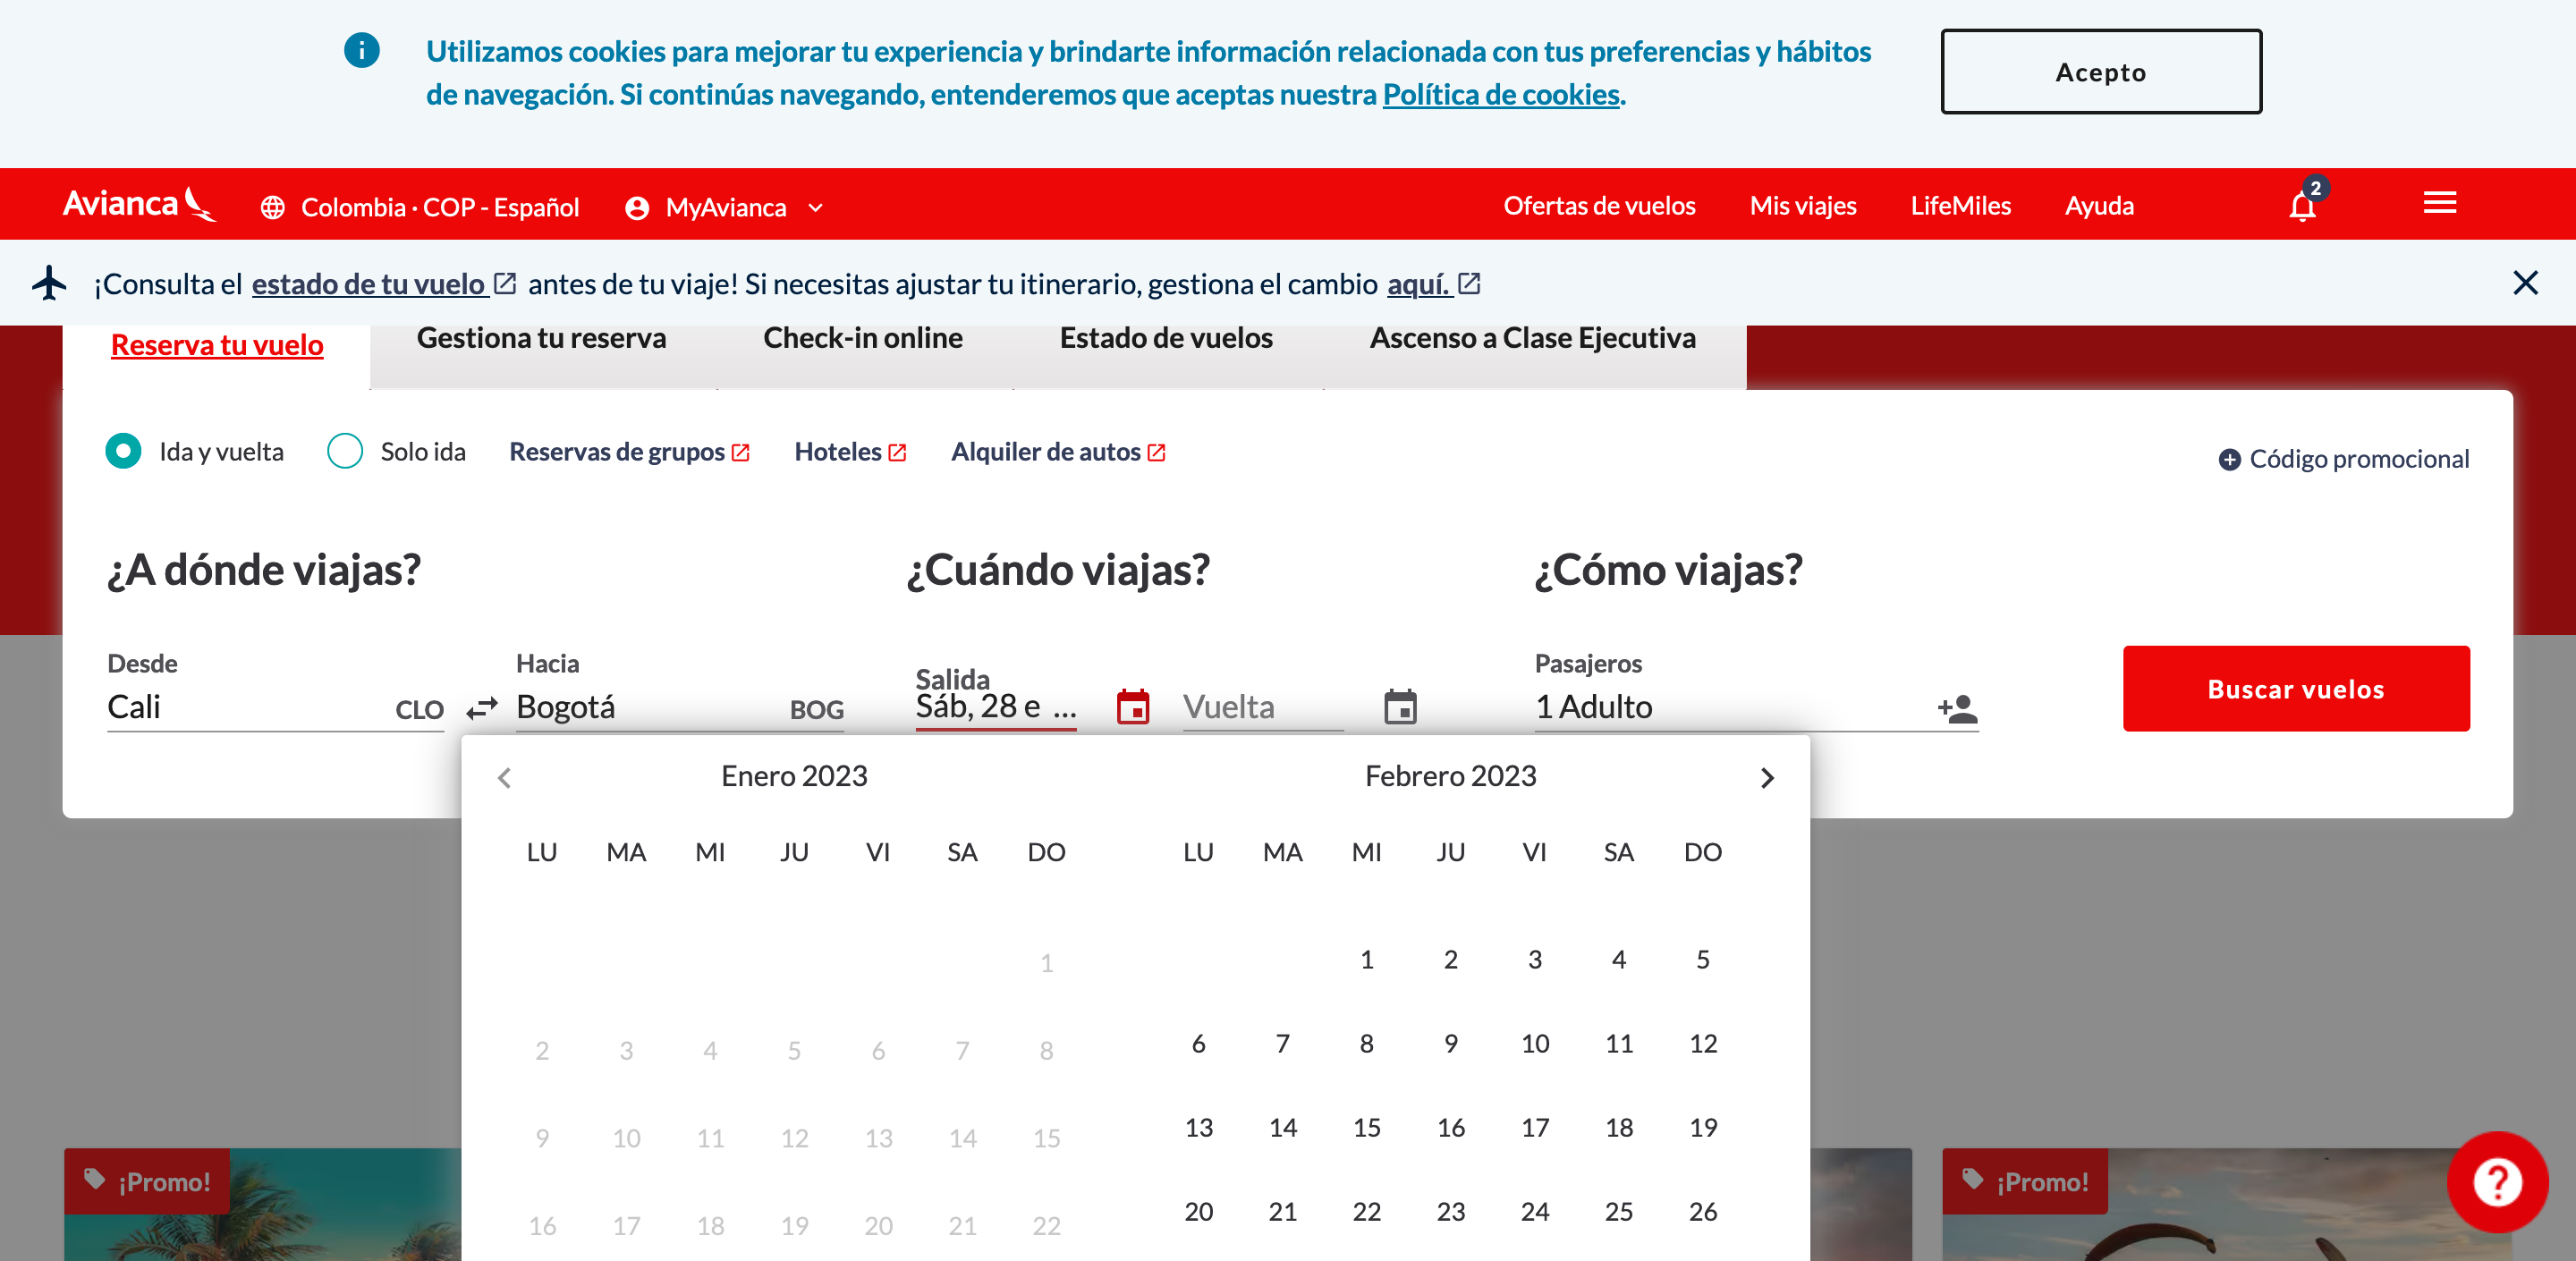 Utilizamos cookies para mejorar tu experiencia y brindarte información relacionada con tus preferencias y hábitos
de navegación. Si continúas navegando, entenderemos que aceptas nuestra Política de cookies.
Acepto
Avianca
Colombia · COP - Español
MyAvianca
Ofertas de vuelos
Mis viajes
LifeMiles
Ayuda
2
¡Consulta el estado de tu vuelo antes de tu viaje! Si necesitas ajustar tu itinerario, gestiona el cambio aquí.
Reserva tu vuelo
Gestiona tu reserva
Check-in online
Estado de vuelos
Ascenso a Clase Ejecutiva
Ida y vuelta
Solo ida
Reservas de grupos
Hoteles
Alquiler de autos
Código promocional
¿A dónde viajas?
¿Cuándo viajas?
¿Cómo viajas?
Desde
Cali CLO
Hacia
Bogotá BOG
Salida
Sáb, 28 e ...
Vuelta
Pasajeros
1 Adulto
Buscar vuelos
Enero 2023
LU MA MI JU VI SA DO
1
2 3 4 5 6 7 8
9 10 11 12 13 14 15
16 17 18 19 20 21 22
Febrero 2023
LU MA MI JU VI SA DO
1 2 3 4 5
6 7 8 9 10 11 12
13 14 15 16 17 18 19
20 21 22 23 24 25 26
¡Promo!
¡Promo!
?